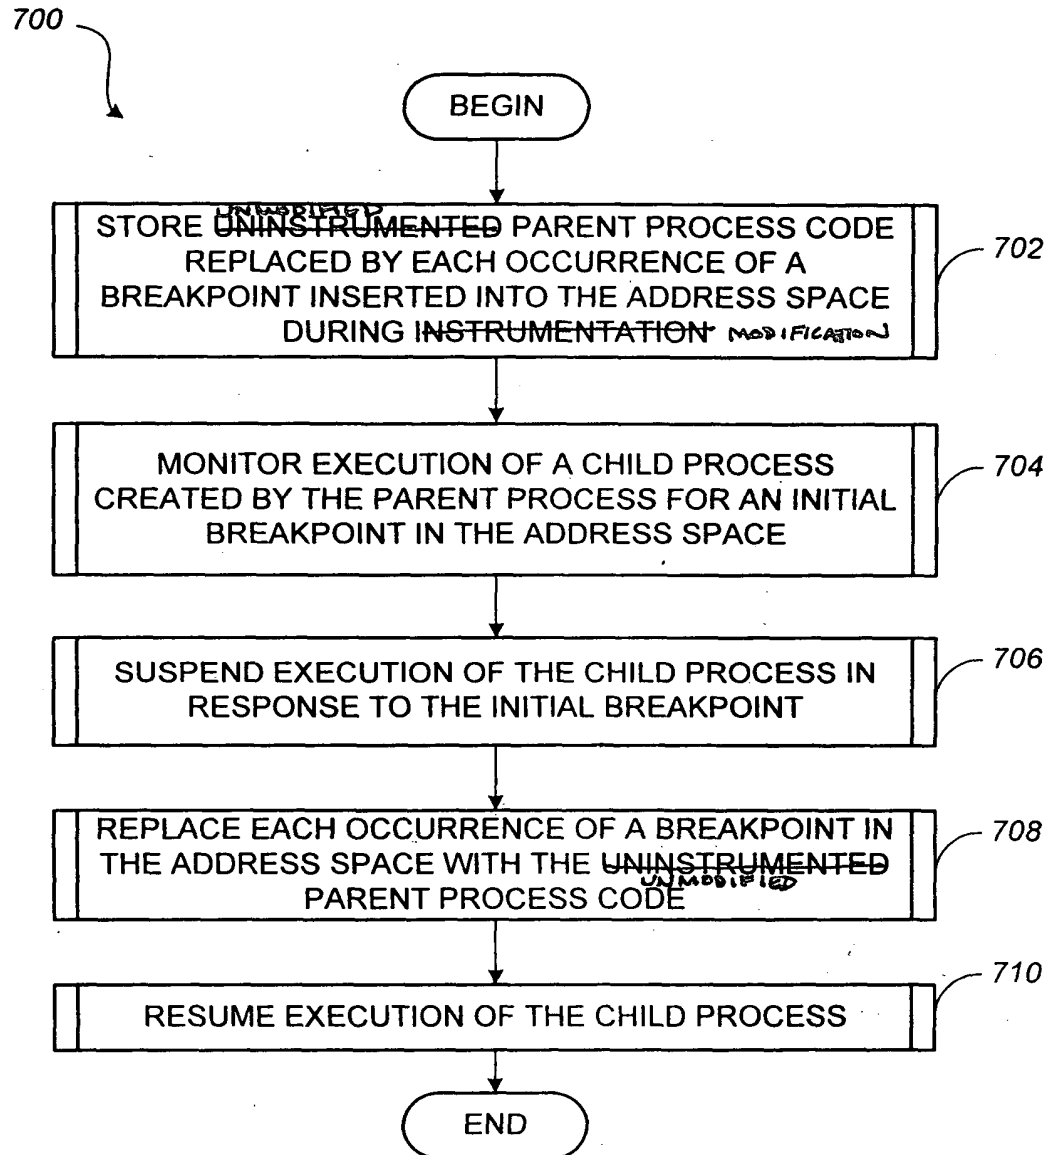 700
BEGIN
UNMODIFIED
STORE UNINSTRUMENTED PARENT PROCESS CODE
REPLACED BY EACH OCCURRENCE OF A
BREAKPOINT INSERTED INTO THE ADDRESS SPACE
DURING INSTRUMENTATION MODIFICATION
702
MONITOR EXECUTION OF A CHILD PROCESS
CREATED BY THE PARENT PROCESS FOR AN INITIAL
BREAKPOINT IN THE ADDRESS SPACE
704
SUSPEND EXECUTION OF THE CHILD PROCESS IN
RESPONSE TO THE INITIAL BREAKPOINT
706
REPLACE EACH OCCURRENCE OF A BREAKPOINT IN
THE ADDRESS SPACE WITH THE UNINSTRUMENTED
UNMODIFIED
PARENT PROCESS CODE
708
RESUME EXECUTION OF THE CHILD PROCESS
710
END